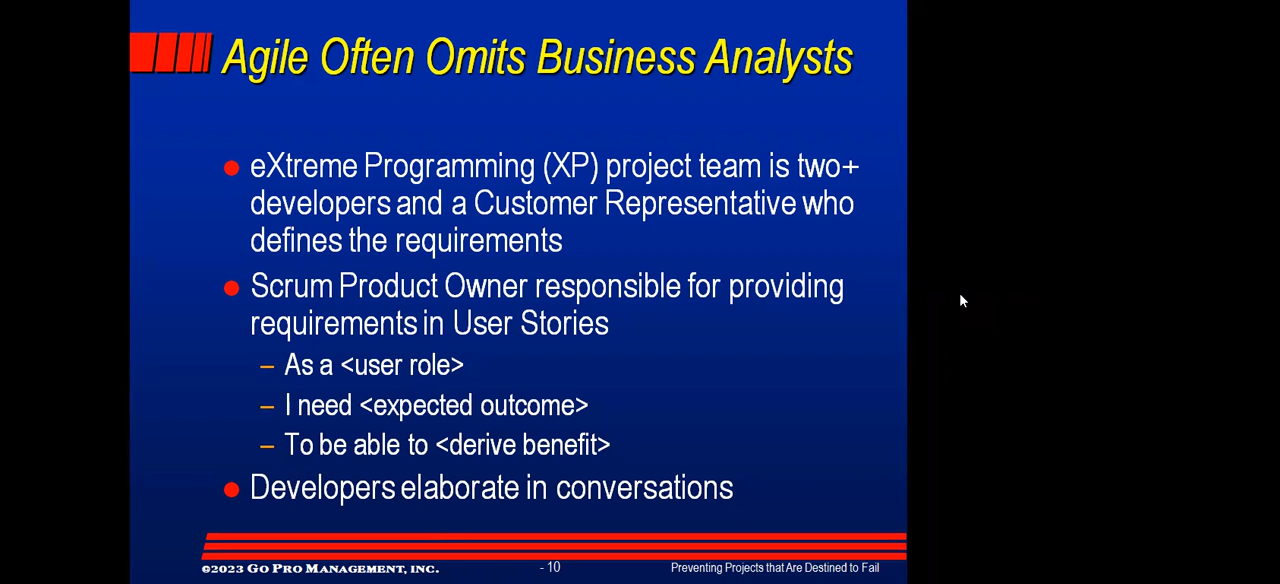 Agile Often Omits Business Analysts
eXtreme Programming (XP) project team is two+
developers and a Customer Representative who
defines the requirements
Scrum Product Owner responsible for providing
requirements in User Stories
– As a <user role>
– I need <expected outcome>
– To be able to <derive benefit>
Developers elaborate in conversations
©2023 GO PRO MANAGEMENT, INC. - 10 Preventing Projects that Are Destined to Fail